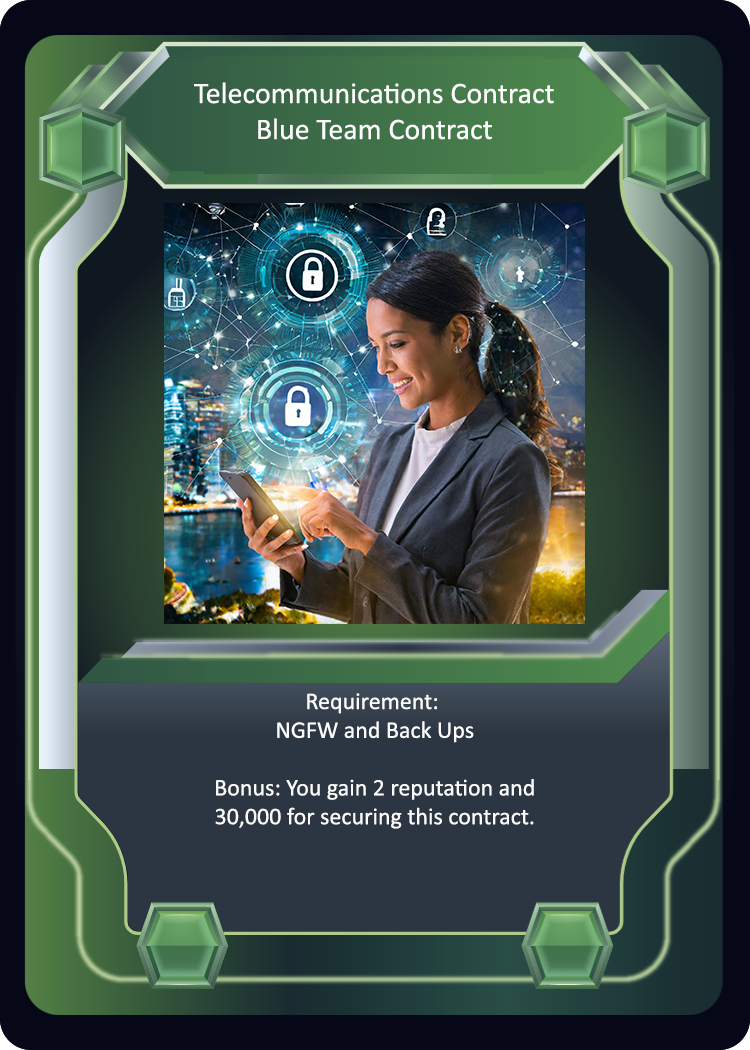 Telecommunications Contract
Blue Team Contract
Requirement:
NGFW and Back Ups
Bonus: You gain 2 reputation and
30,000 for securing this contract.